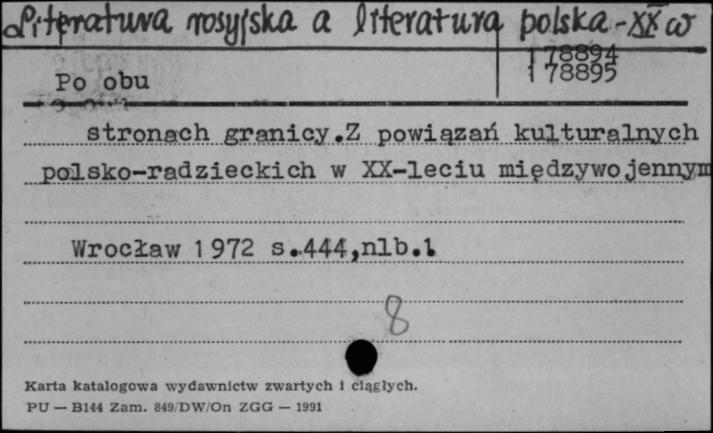 Literatura rosyjska a literatura polska - XX w
178894
178895
Po obu
stronach granicy.Z powiązań kulturalnych
polsko-radzieckich w XX-leciu międzywojennym
Wrocław 1972 s.444,nlb.1
8
Karta katalogowa wydawnictw zwartych i ciągłych.
PU — B144 Zam. 849/DW/On ZGG — 1991